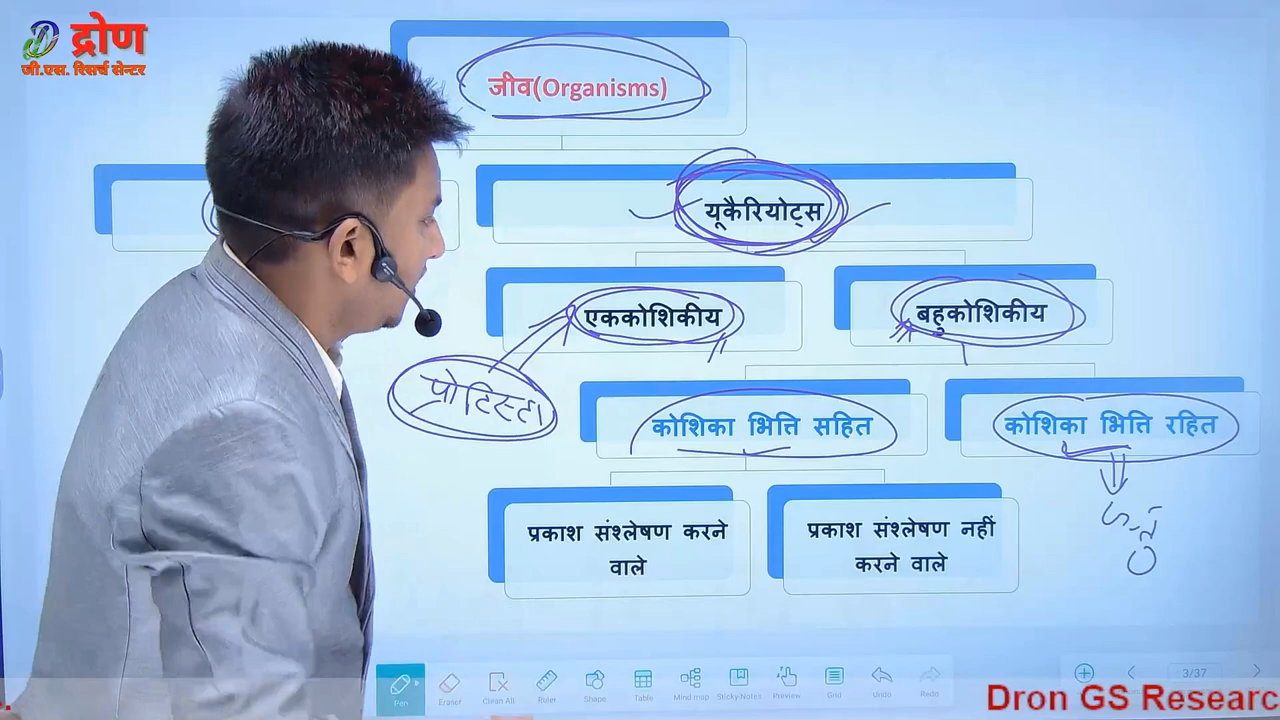 द्रोण
जी.एस. रिसर्च सेन्टर
जीव(Organisms)
यूकैरियोट्स
एककोशिकीय
बहुकोशिकीय
प्रोटिस्टा
कोशिका भित्ति सहित
कोशिका भित्ति रहित
प्रकाश संश्लेषण करने
वाले
प्रकाश संश्लेषण नहीं
करने वाले
Pen
Eraser
Clean All
Ruler
Shape
Table
Mind map
Sticky-Notes
Preview
Grid
Undo
Redo
3/37
Dron GS Researc